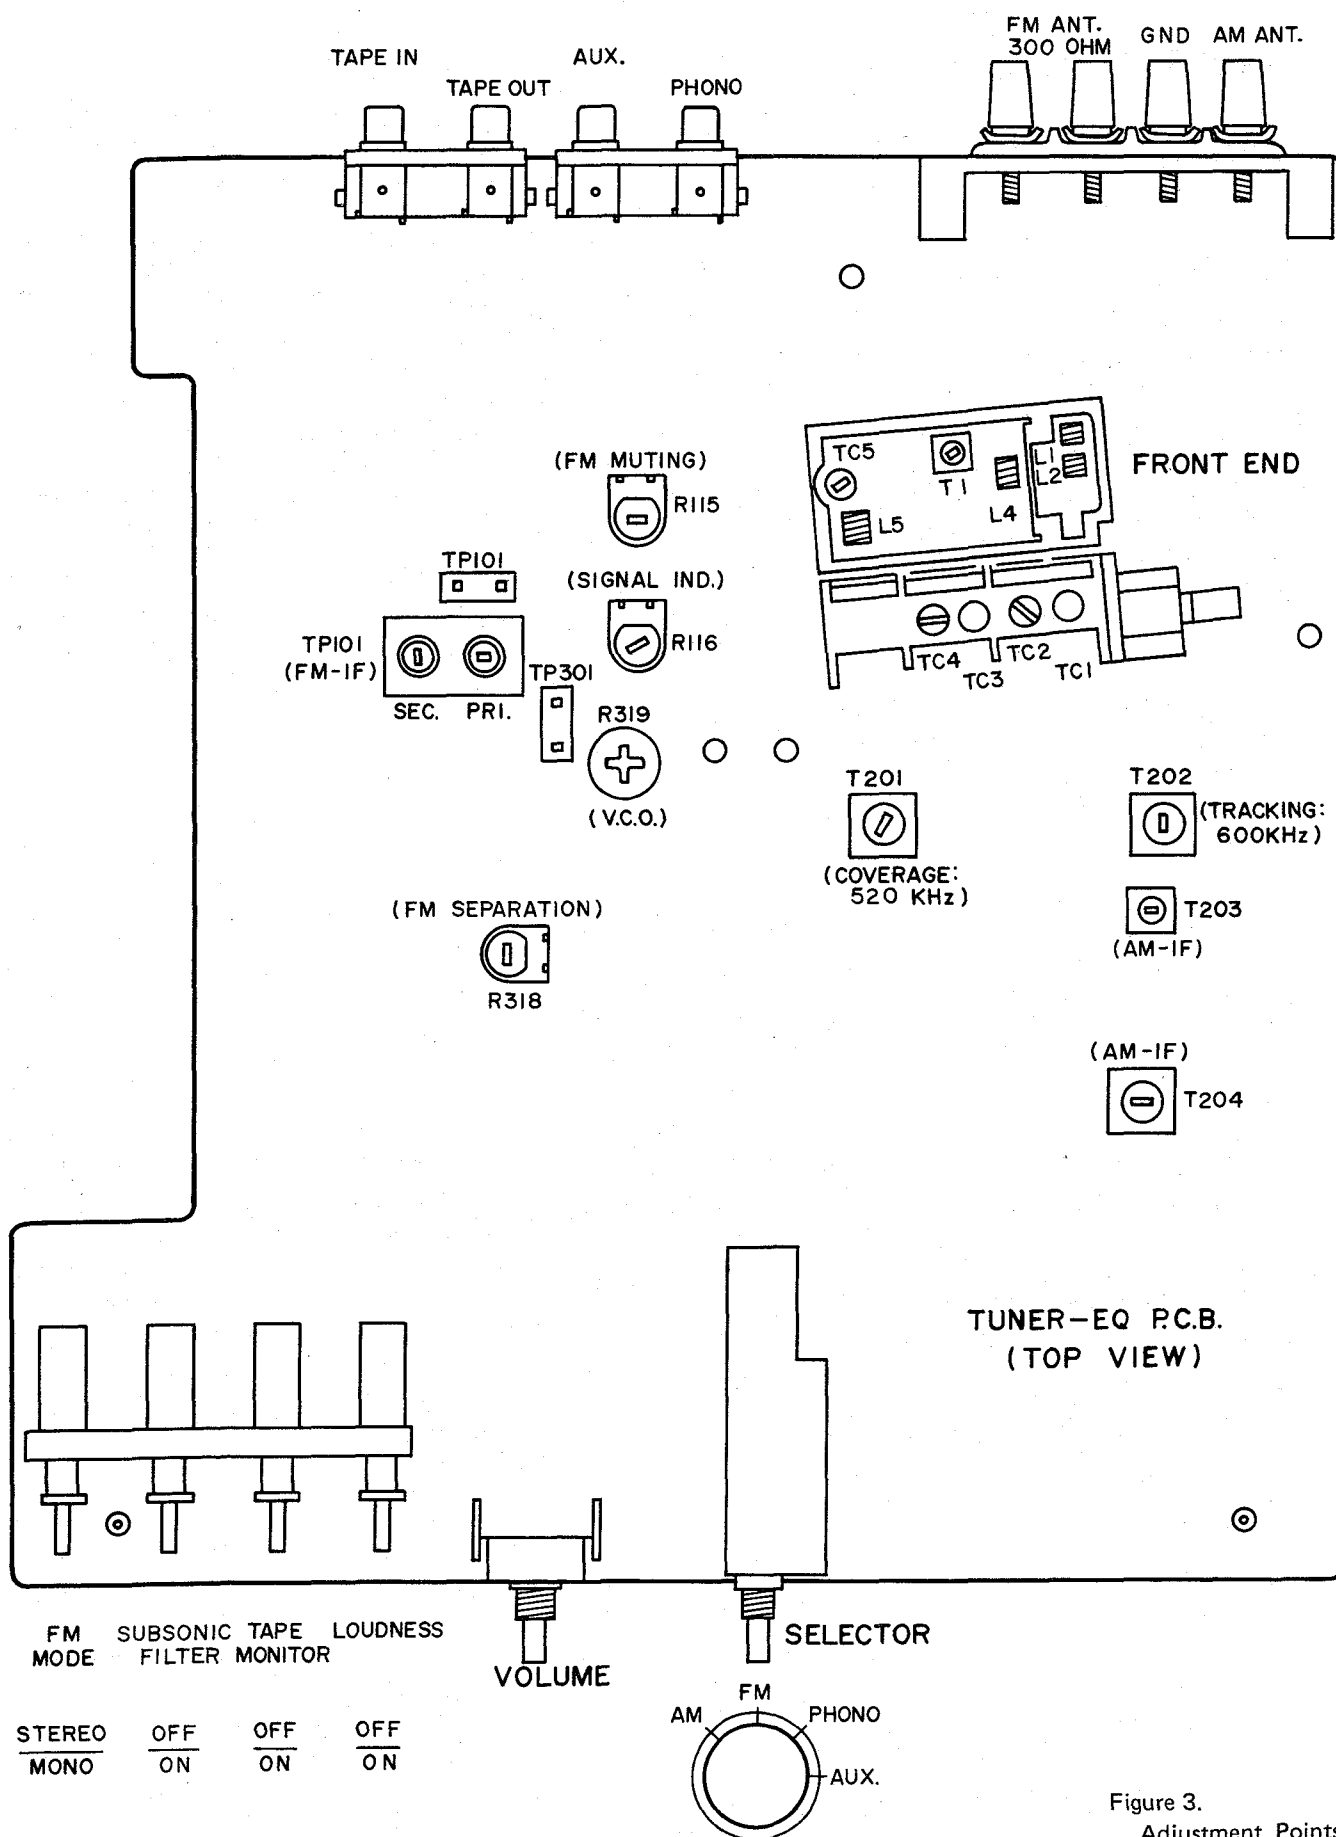 TAPE IN
TAPE OUT
AUX.
PHONO
FM ANT.
300 OHM
GND
AM ANT.
(FM MUTING)
R115
TC5
T1
L1
L2
L4
L5
FRONT END
TP101
(SIGNAL IND.)
R116
TP101
(FM-IF)
SEC.
PRI.
TP301
R319
(V.C.O.)
TC4
TC3
TC2
TC1
T201
(COVERAGE:
520 KHz)
T202
(TRACKING:
600KHz)
T203
(AM-IF)
(FM SEPARATION)
R318
(AM-IF)
T204
TUNER-EQ P.C.B.
(TOP VIEW)
FM
MODE
SUBSONIC
FILTER
TAPE
MONITOR
LOUDNESS
VOLUME
SELECTOR
STEREO
MONO
OFF
ON
OFF
ON
OFF
ON
AM
FM
PHONO
AUX.
Figure 3.
Adjustment Points